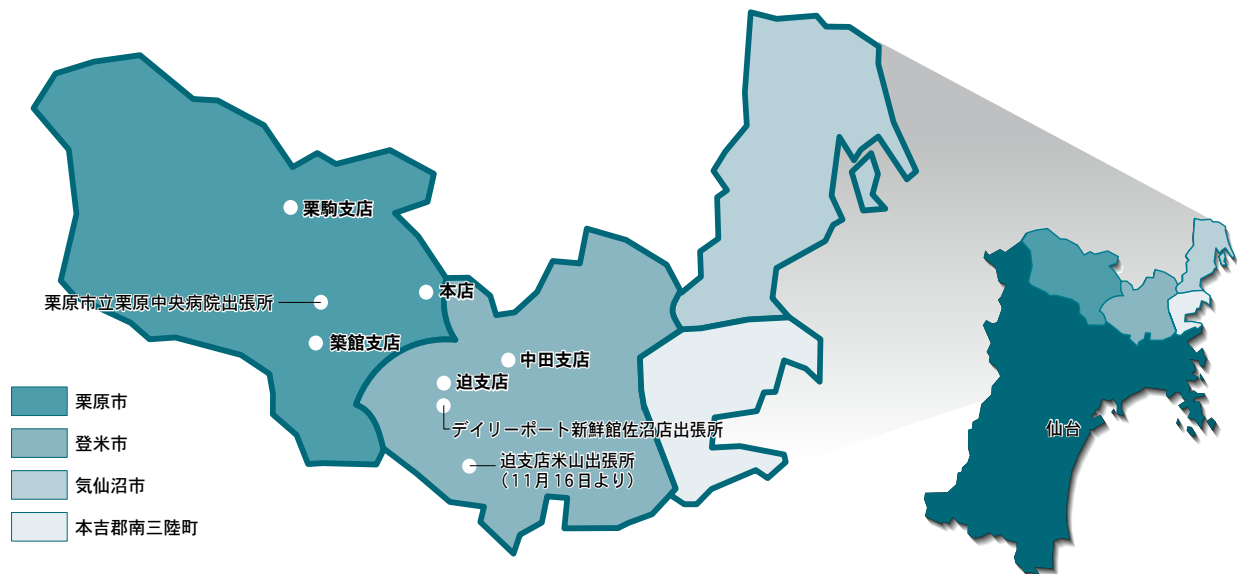 栗駒支店
本店
栗原市立栗原中央病院出張所
築館支店
中田支店
迫支店
デイリーポート新鮮館佐沼店出張所
迫支店米山出張所
（11月16日より）
栗原市
登米市
気仙沼市
本吉郡南三陸町
仙台